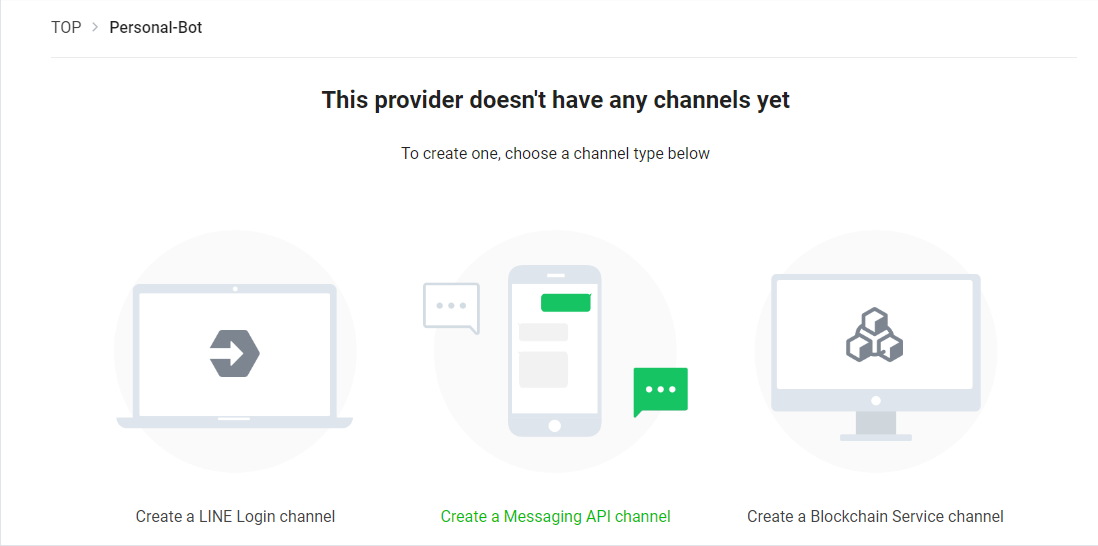 TOP > Personal-Bot
This provider doesn't have any channels yet
To create one, choose a channel type below
Create a LINE Login channel
Create a Messaging API channel
Create a Blockchain Service channel